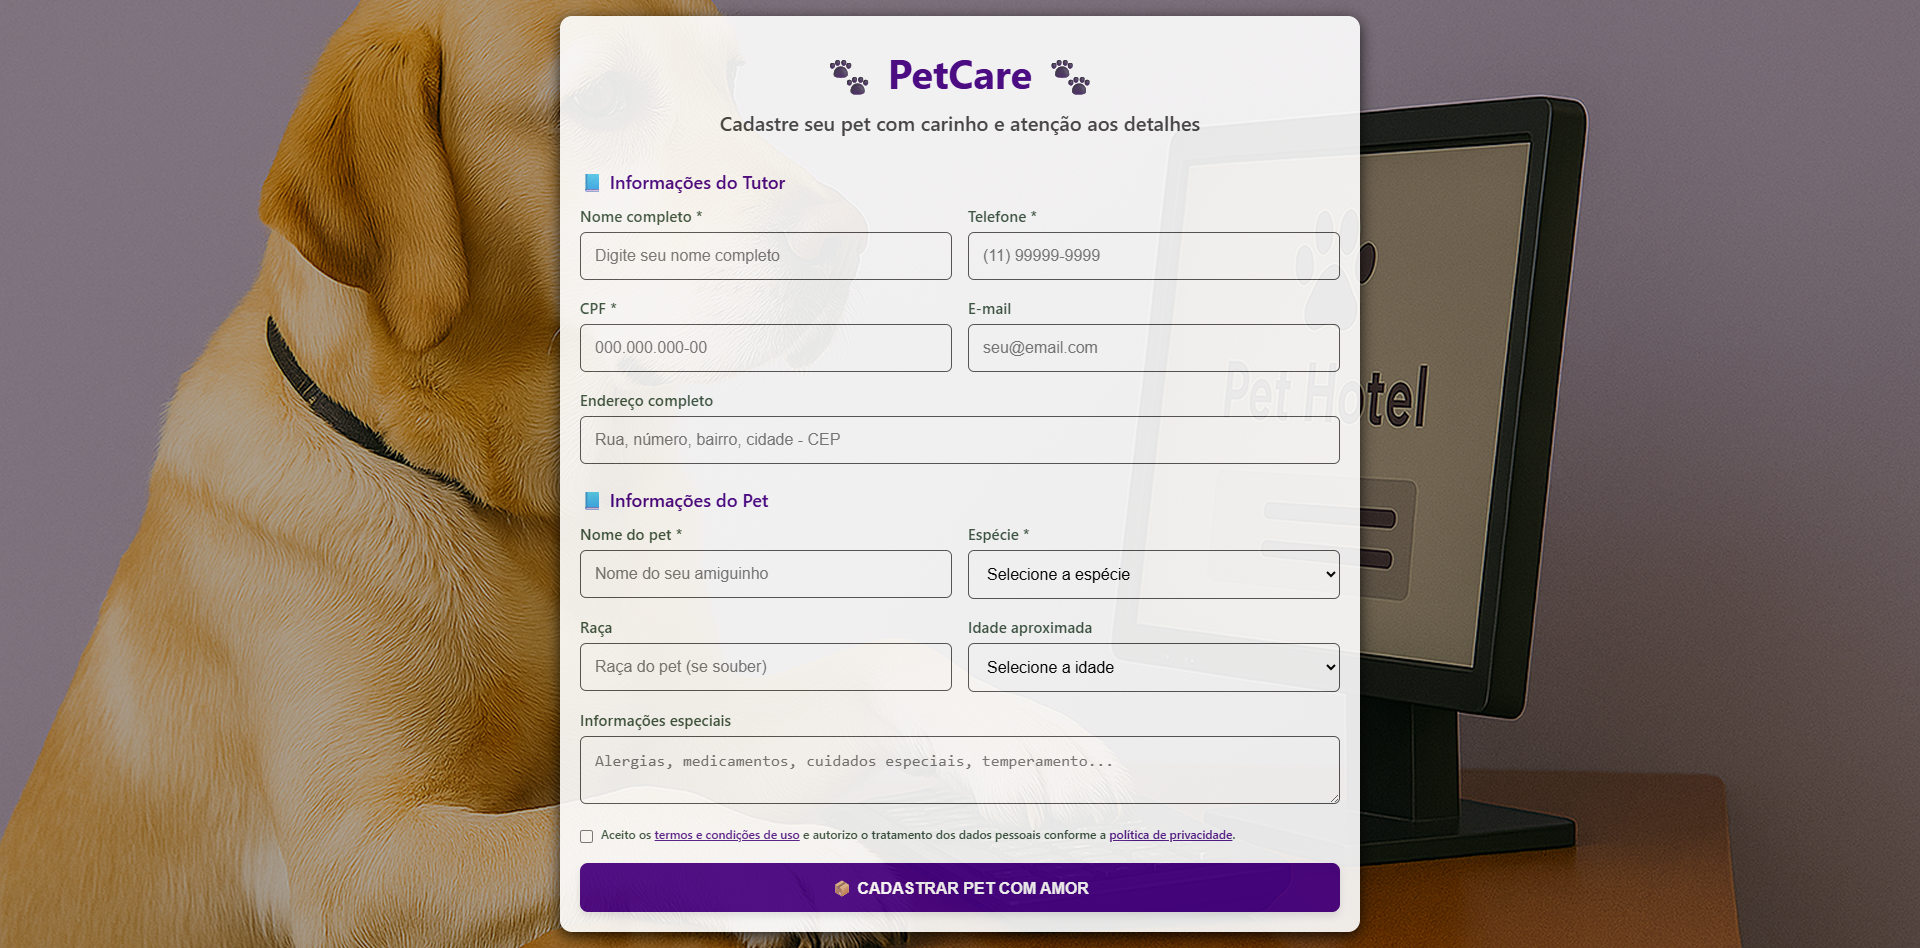 PetCare
Cadastre seu pet com carinho e atenção aos detalhes
Informações do Tutor
Nome completo *
Telefone *
Digite seu nome completo
(11) 99999-9999
CPF *
E-mail
000.000.000-00
seu@email.com
Endereço completo
Rua, número, bairro, cidade - CEP
Pet Hotel
Informações do Pet
Nome do pet *
Espécie *
Nome do seu amiguinho
Selecione a espécie
Raça
Idade aproximada
Raça do pet (se souber)
Selecione a idade
Informações especiais
Alergias, medicamentos, cuidados especiais, temperamento...
Aceito os termos e condições de uso e autorizo o tratamento dos dados pessoais conforme a política de privacidade.
CADASTRAR PET COM AMOR